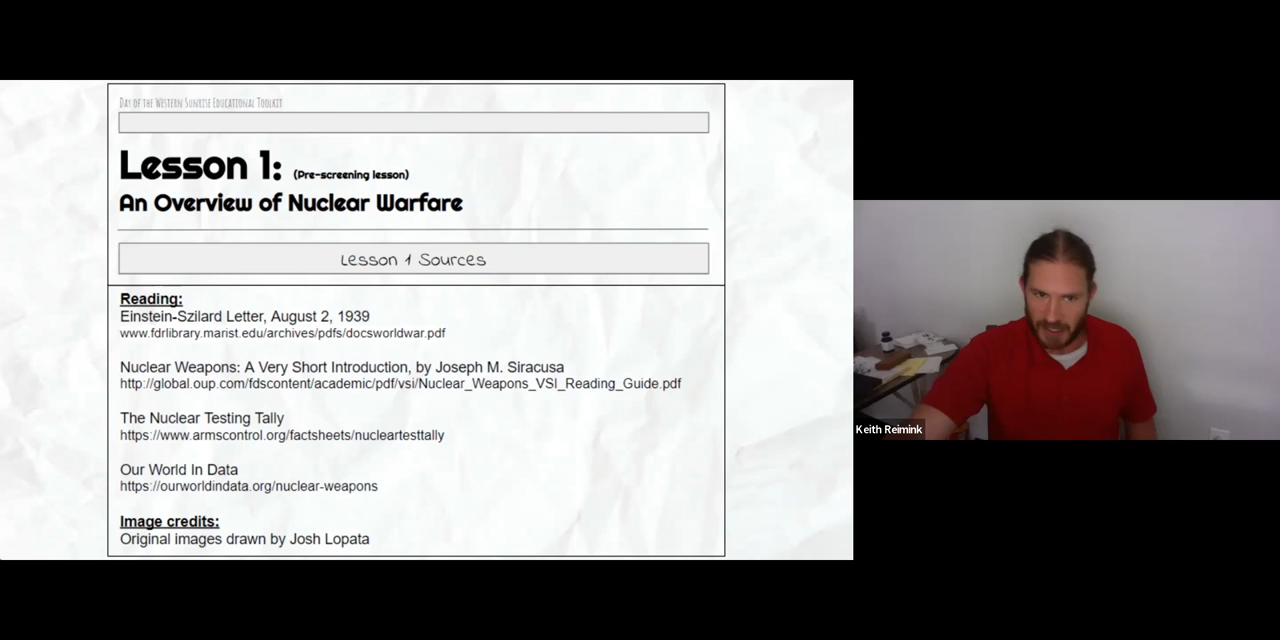 Day of the Western Sunrise Educational Toolkit
Lesson 1: (Pre-screening lesson)
An Overview of Nuclear Warfare
Lesson 1 Sources
Reading:
Einstein-Szilard Letter, August 2, 1939
www.fdrlibrary.marist.edu/archives/pdfs/docsworldwar.pdf
Nuclear Weapons: A Very Short Introduction, by Joseph M. Siracusa
http://global.oup.com/fdscontent/academic/pdf/vsi/Nuclear_Weapons_VSI_Reading_Guide.pdf
The Nuclear Testing Tally
https://www.armscontrol.org/factsheets/nucleartesttally
Our World In Data
https://ourworldindata.org/nuclear-weapons
Image credits:
Original images drawn by Josh Lopata
Keith Reimink